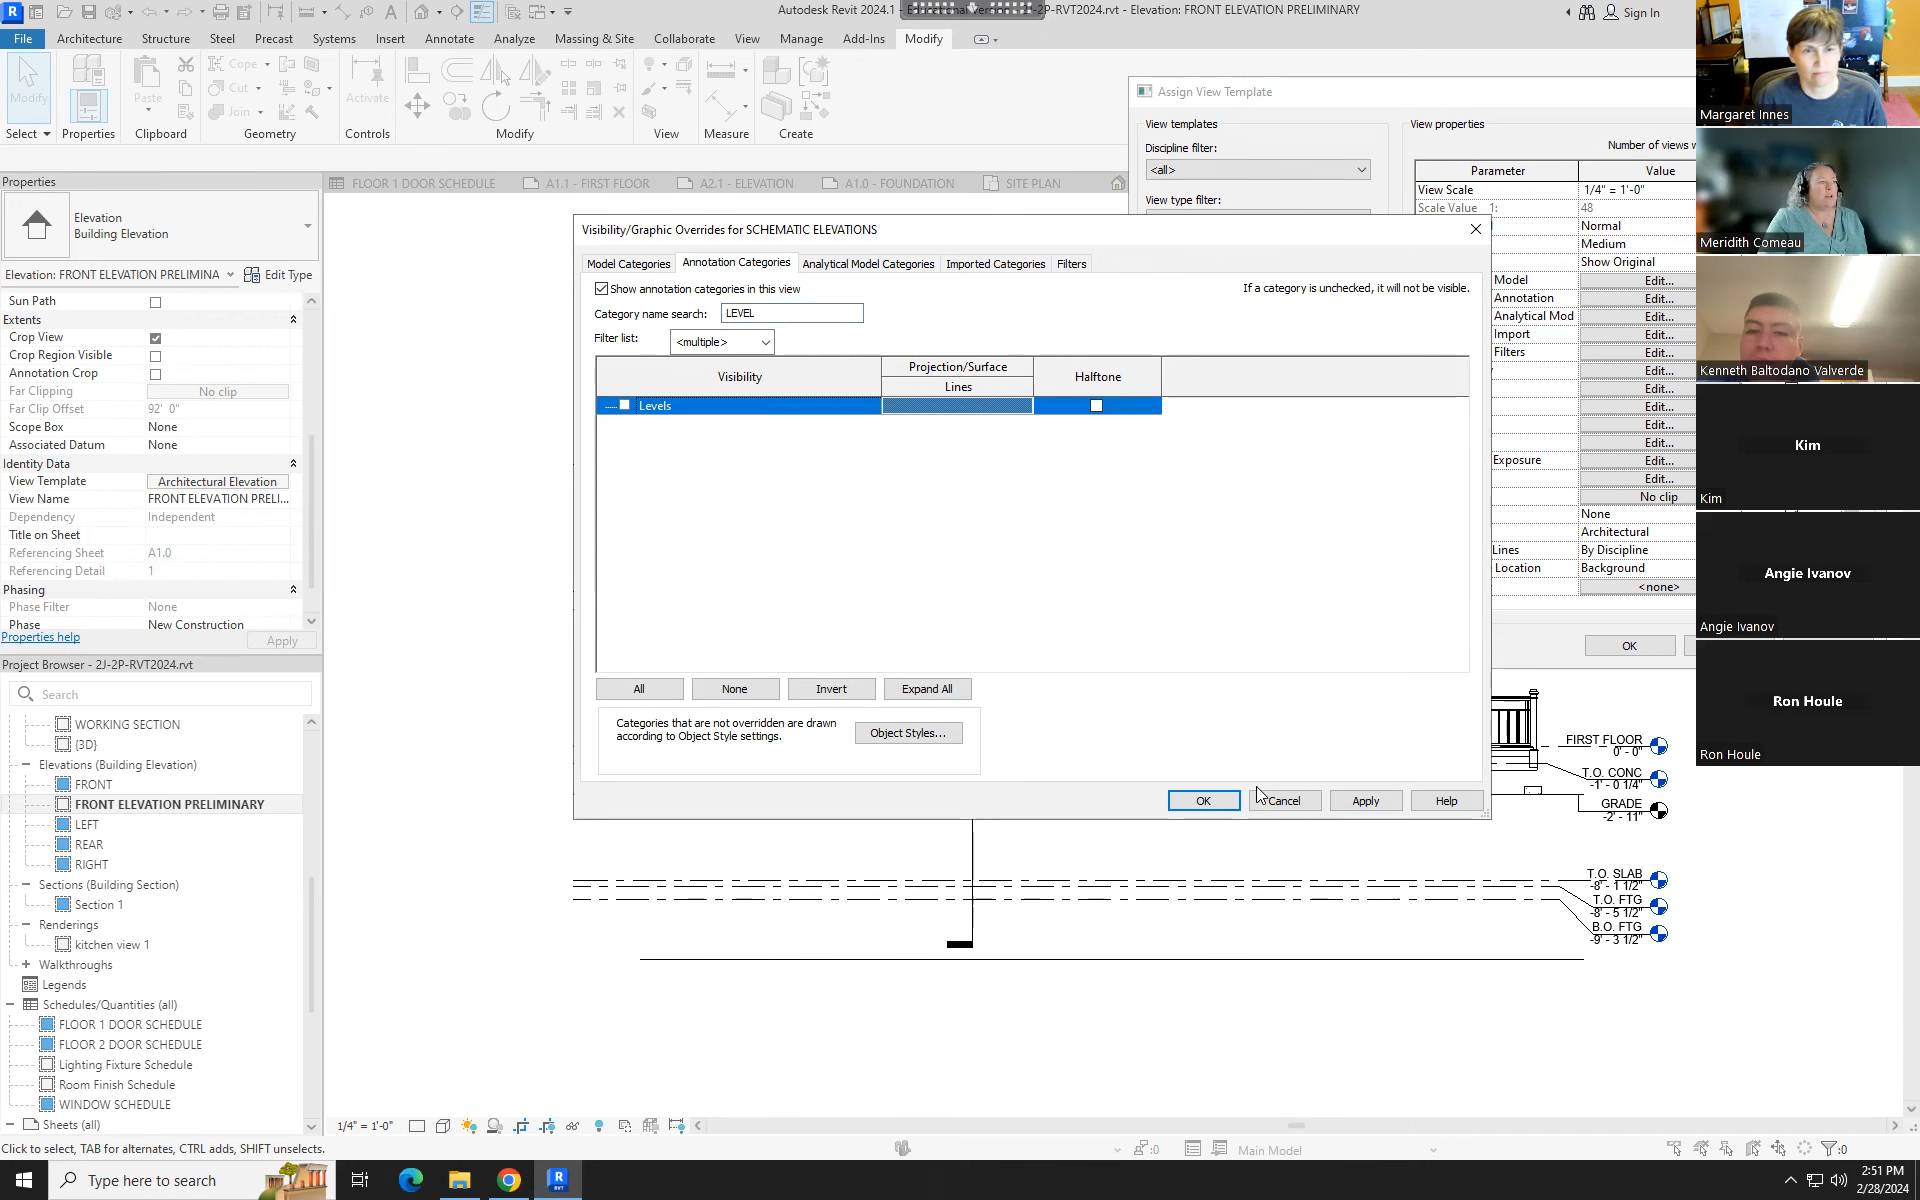 Autodesk Revit 2024.1 - Educational Version - 2J-2P-RVT2024.rvt - Elevation: FRONT ELEVATION PRELIMINARY
Sign In
File Architecture Structure Steel Precast Systems Insert Annotate Analyze Massing & Site Collaborate View Manage Add-Ins Modify
Modify Paste Cope Cut Join Activate
Select Properties Clipboard Geometry Controls Modify View Measure Create
Properties
Elevation
Building Elevation
Elevation: FRONT ELEVATION PRELIMINA
Edit Type
Sun Path
Extents
Crop View
Crop Region Visible
Annotation Crop
Far Clipping No clip
Far Clip Offset 92' 0"
Scope Box None
Associated Datum None
Identity Data
View Template Architectural Elevation
View Name FRONT ELEVATION PRELI...
Dependency Independent
Title on Sheet
Referencing Sheet A1.0
Referencing Detail 1
Phasing
Phase Filter None
Phase New Construction
Properties help Apply
Project Browser - 2J-2P-RVT2024.rvt
Search
WORKING SECTION
{3D}
Elevations (Building Elevation)
FRONT
FRONT ELEVATION PRELIMINARY
LEFT
REAR
RIGHT
Sections (Building Section)
Section 1
Renderings
kitchen view 1
Walkthroughs
Legends
Schedules/Quantities (all)
FLOOR 1 DOOR SCHEDULE
FLOOR 2 DOOR SCHEDULE
Lighting Fixture Schedule
Room Finish Schedule
WINDOW SCHEDULE
Sheets (all)
FLOOR 1 DOOR SCHEDULE A1.1 - FIRST FLOOR A2.1 - ELEVATION A1.0 - FOUNDATION SITE PLAN
Assign View Template
View templates
Discipline filter:
<all>
View type filter:
View properties
Number of views w
Parameter Value
View Scale 1/4" = 1'-0"
Scale Value 1: 48
Normal
Medium
Show Original
Model Edit...
Annotation Edit...
Analytical Mod Edit...
Import Edit...
Filters Edit...
Edit...
Edit...
Edit...
Edit...
Edit...
Exposure Edit...
Edit...
No clip
None
Architectural
Lines By Discipline
Location Background
<none>
OK
Visibility/Graphic Overrides for SCHEMATIC ELEVATIONS
Model Categories Annotation Categories Analytical Model Categories Imported Categories Filters
Show annotation categories in this view
If a category is unchecked, it will not be visible.
Category name search: LEVEL
Filter list: <multiple>
Visibility Projection/Surface Halftone
Lines
Levels
All None Invert Expand All
Categories that are not overridden are drawn
according to Object Style settings.
Object Styles...
OK Cancel Apply Help
FIRST FLOOR
0' - 0"
T.O. CONC
-1' - 0 1/4"
GRADE
-2' - 11"
T.O. SLAB
-8' - 1 1/2"
T.O. FTG
-8' - 5 1/2"
B.O. FTG
-9' - 3 1/2"
Margaret Innes
Meridith Comeau
Kenneth Baltodano Valverde
Kim
Kim
Angie Ivanov
Angie Ivanov
Ron Houle
Ron Houle
1/4" = 1'-0"
Click to select, TAB for alternates, CTRL adds, SHIFT unselects.
:0
Main Model
:0
Type here to search
2:51 PM
2/28/2024